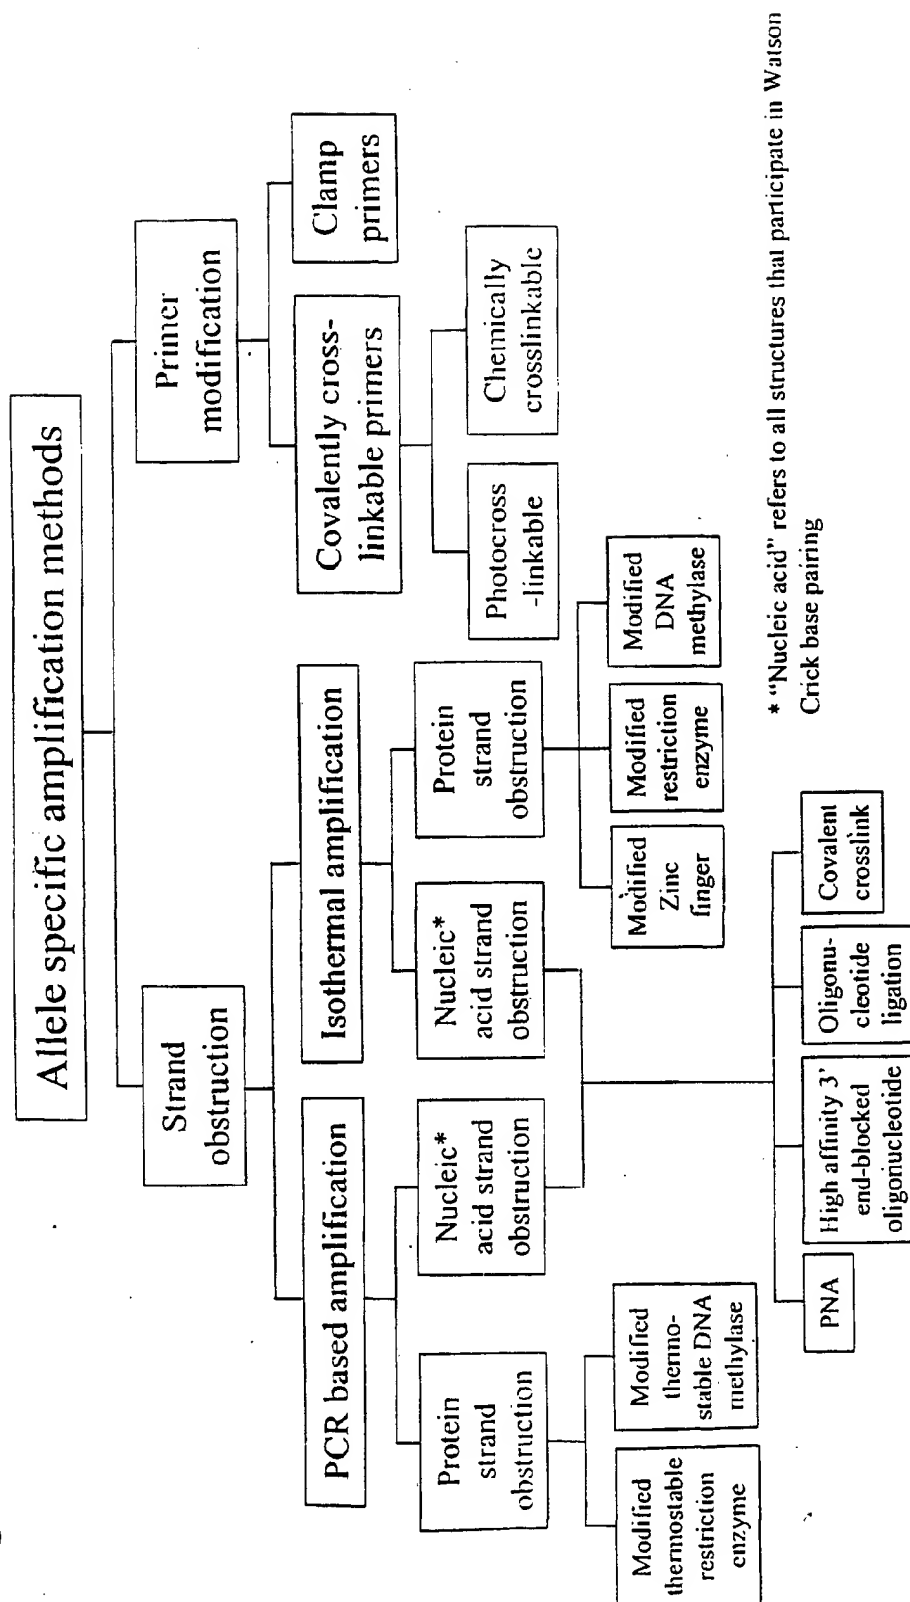 Allele specific amplification methods
Strand
obstruction
Primer
modification
PCR based amplification
Isothermal amplification
Covalently cross-
linkable primers
Clamp
primers
Protein
strand
obstruction
Nucleic*
acid strand
obstruction
Nucleic*
acid strand
obstruction
Protein
strand
obstruction
Photocross
-linkable
Chemically
crosslinkable
Modified
thermostable
restriction
enzyme
Modified
thermo-
stable DNA
methylase
Modified
Zinc
finger
Modified
restriction
enzyme
Modified
DNA
methylase
PNA
High affinity 3'
end-blocked
oligonucleotide
Oligonu-
cleotide
ligation
Covalent
crosslink
* "Nucleic acid" refers to all structures that participate in Watson
Crick base pairing